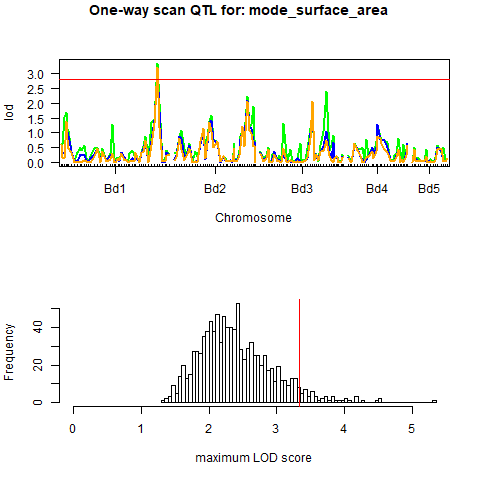 One-way scan QTL for: mode_surface_area
lod
3.0
2.5
2.0
1.5
1.0
0.5
0.0
Bd1 Bd2 Bd3 Bd4 Bd5
Chromosome
Frequency
40
20
0
0 1 2 3 4 5
maximum LOD score